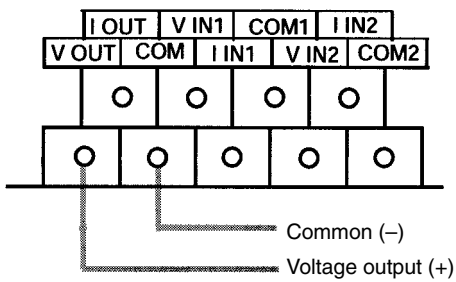 I OUT V IN1 COM1 I IN2
V OUT COM I IN1 V IN2 COM2
Common (–)
Voltage output (+)